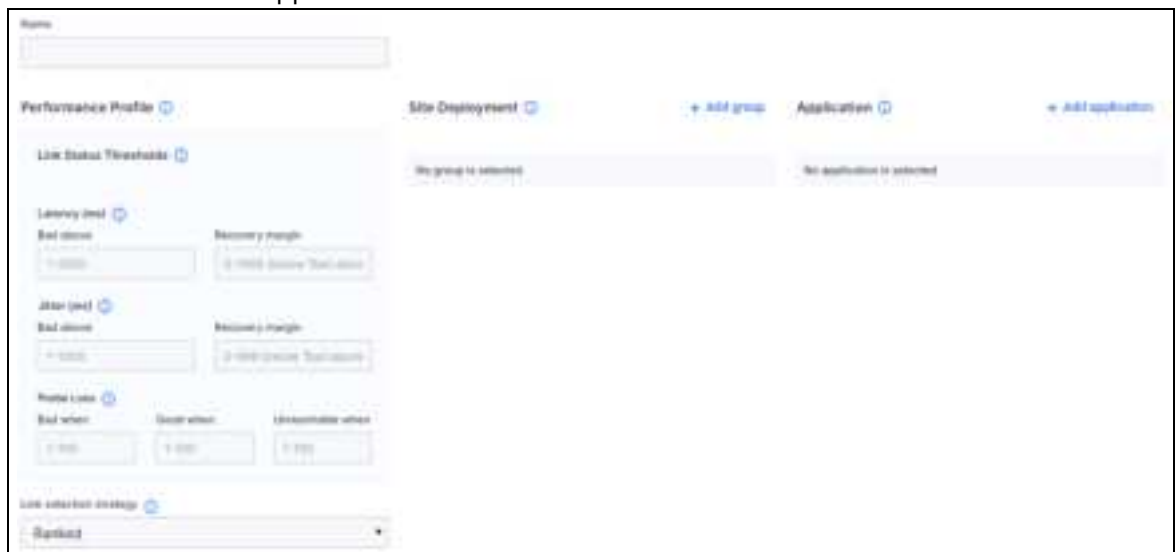 Name
Performance Profile
Site Deployment
+ Add group
Application
+ Add application
Link Status Thresholds
No group is selected
No application is selected
Latency (ms)
Bad above
Recovery margin
Jitter (ms)
Bad above
Recovery margin
Packet Loss
Bad when
Good when
Unresponsive when
Link selection strategy
Ranked